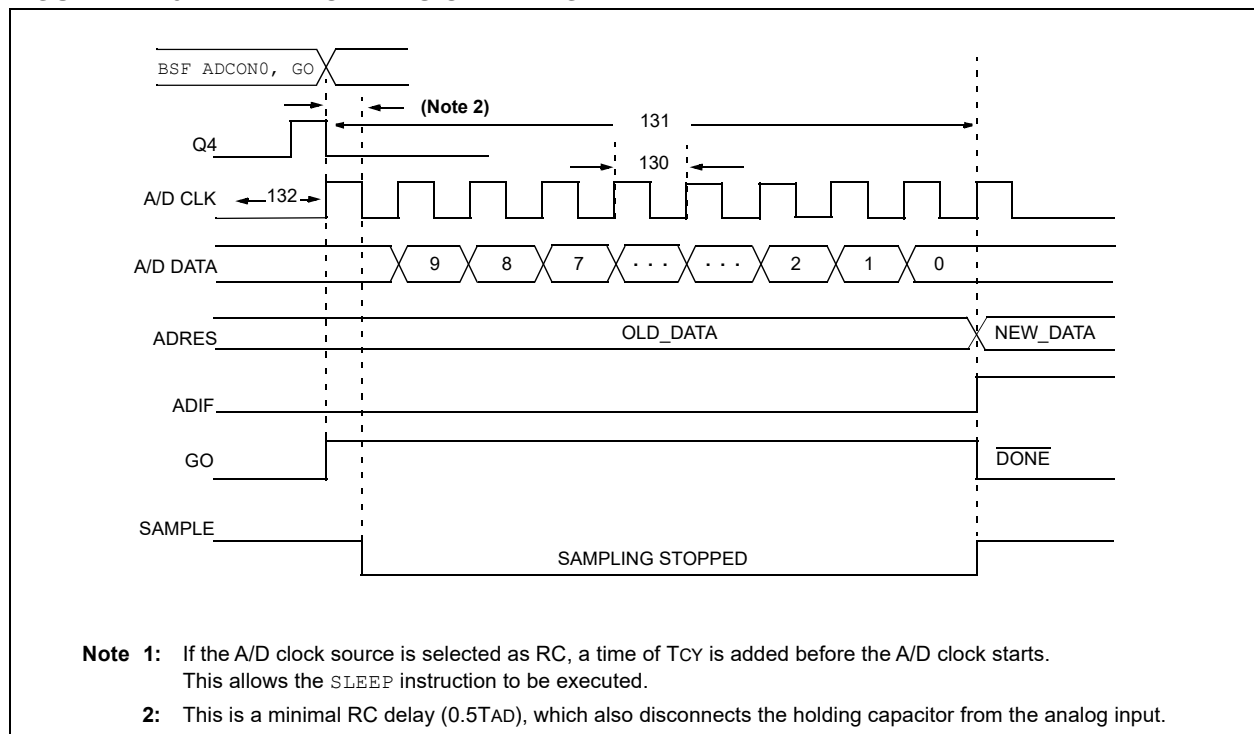 BSF ADCON0, GO
(Note 2)
131
Q4
130
A/D CLK
132
A/D DATA
9 8 7 . . . . . . 2 1 0
ADRES
OLD_DATA
NEW_DATA
ADIF
GO
DONE
SAMPLE
SAMPLING STOPPED
Note 1: If the A/D clock source is selected as RC, a time of TCY is added before the A/D clock starts.
This allows the SLEEP instruction to be executed.
2: This is a minimal RC delay (0.5TAD), which also disconnects the holding capacitor from the analog input.